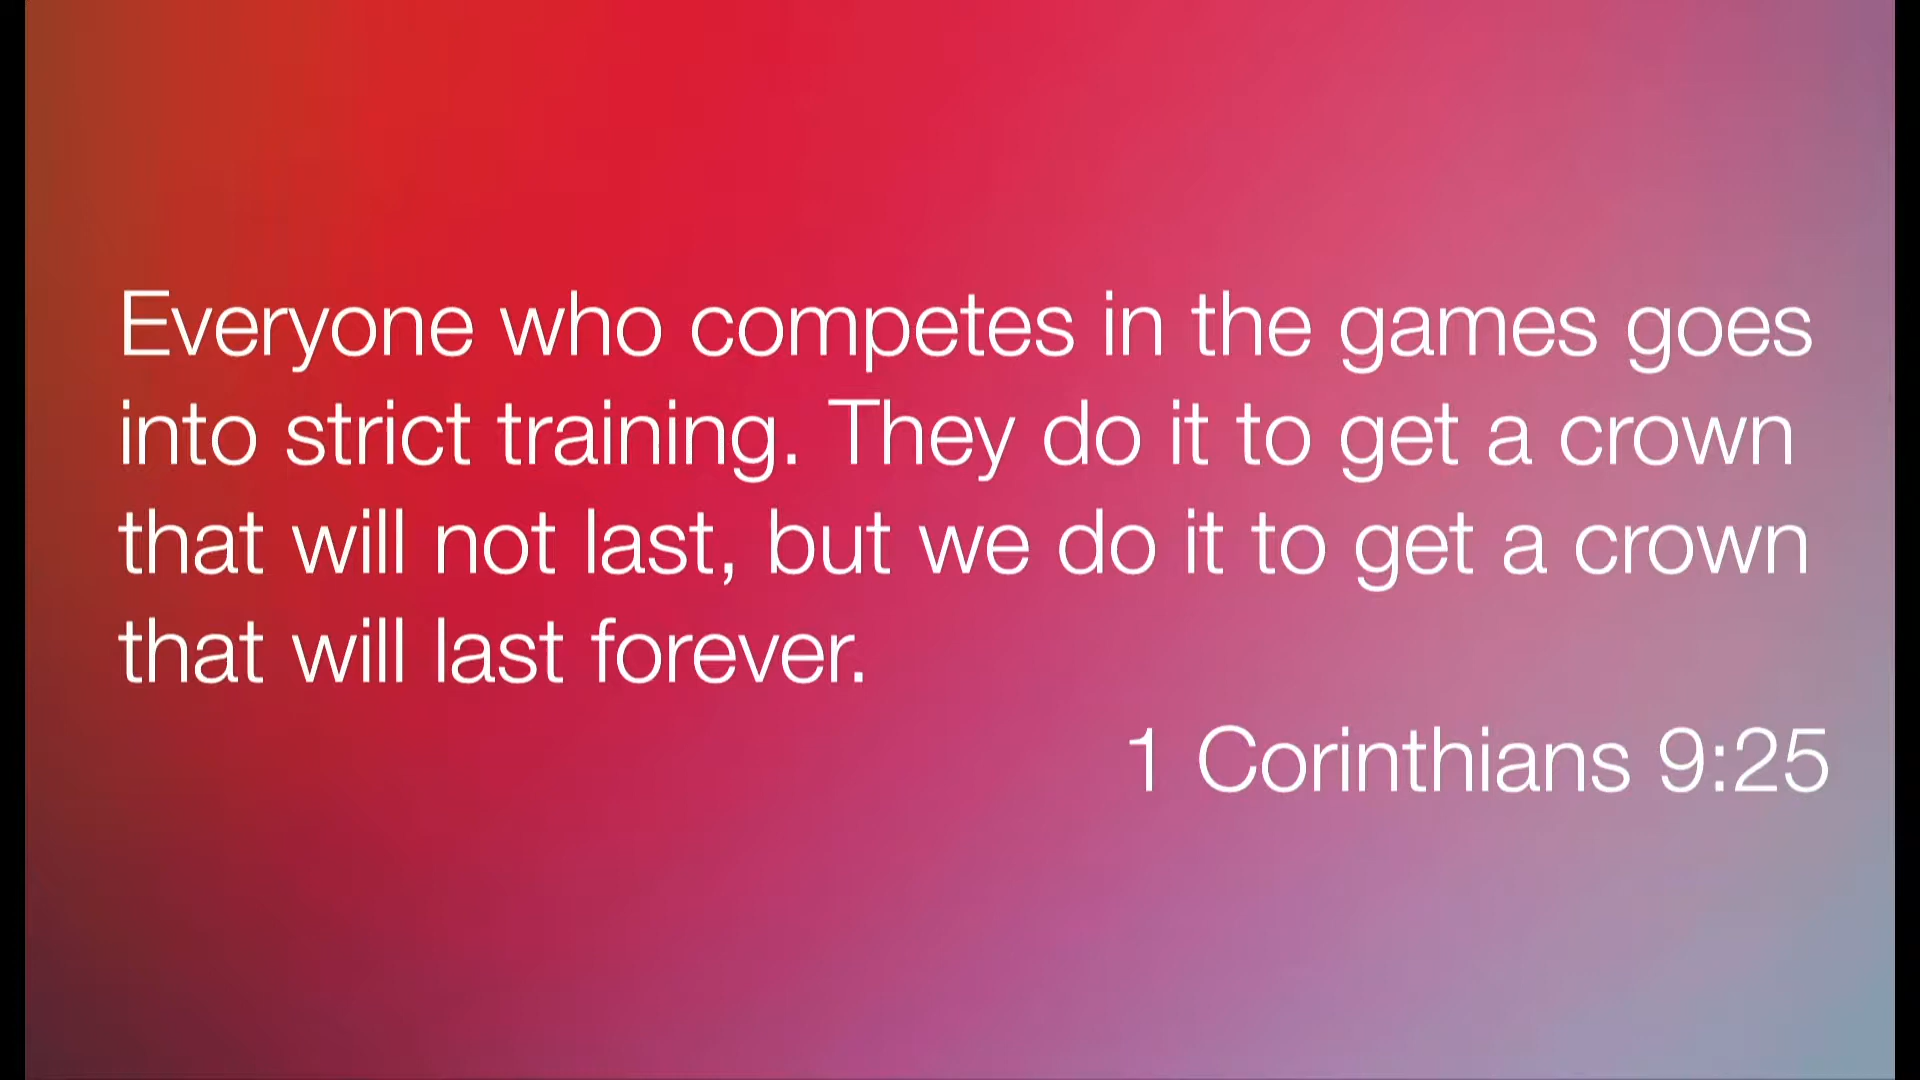 Everyone who competes in the games goes
into strict training. They do it to get a crown
that will not last, but we do it to get a crown
that will last forever.
1 Corinthians 9:25